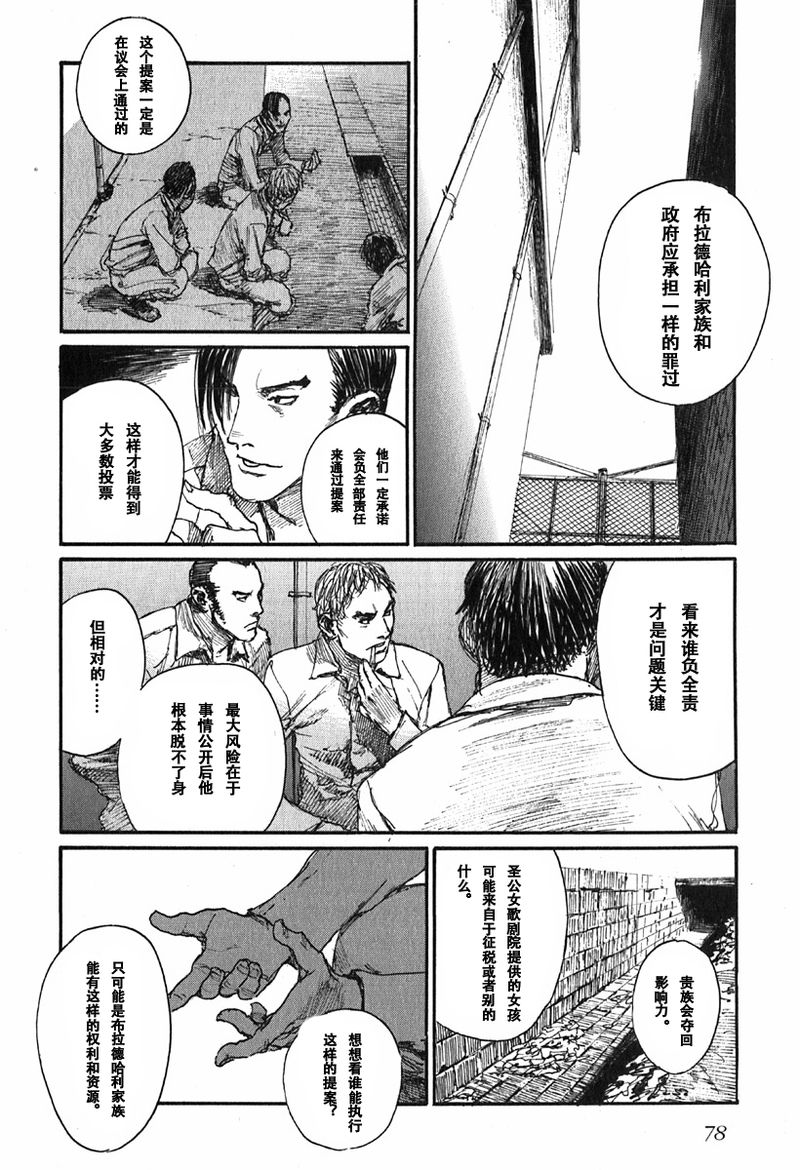 布拉德哈利家族和
政府应承担一样的罪过
这个提案一定是
在议会上通过的
他们一定承诺
会负全部责任
来通过提案
这样才能得到
大多数投票
看来谁负全责
才是问题关键
最大风险在于
事情公开后他
根本脱不了身
但相对的……
贵族会夺回
影响力。
圣公女歌剧院提供的女孩
可能来自于征税或者别的
什么。
想想看谁能执行
这样的提案？
只可能是布拉德哈利家族
能有这样的权利和资源。
78